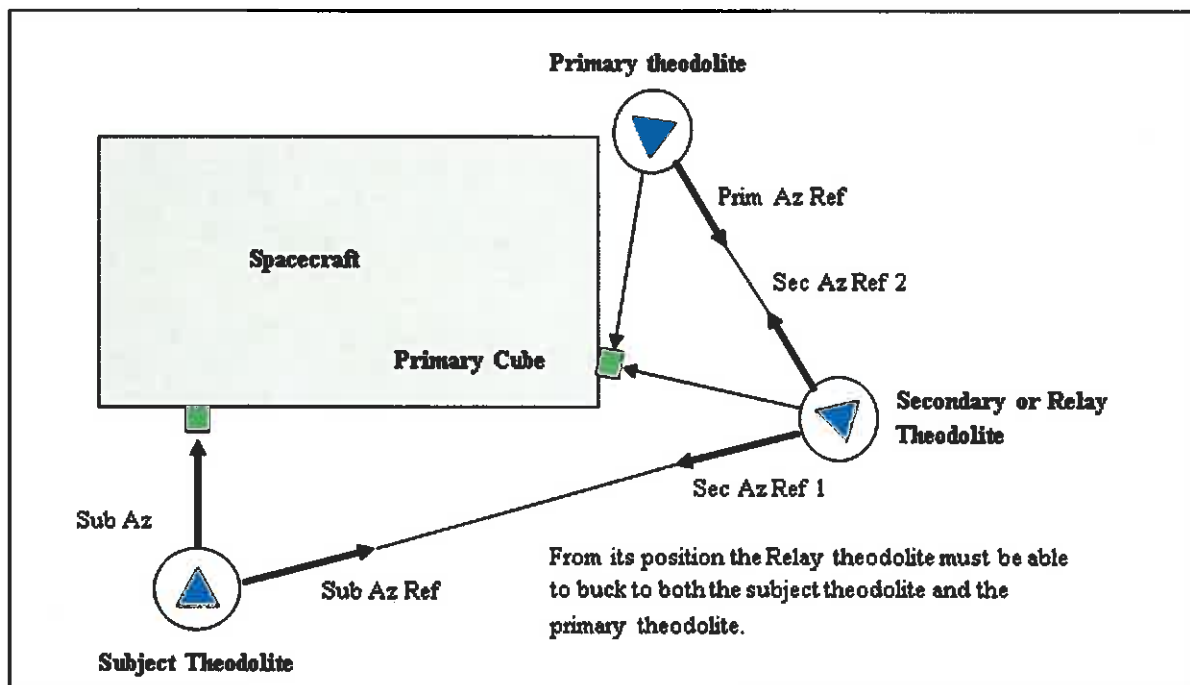 Primary theodolite
Prim Az Ref
Spacecraft
Sec Az Ref 2
Primary Cube
Secondary or Relay
Theodolite
Sec Az Ref 1
Sub Az
Sub Az Ref
From its position the Relay theodolite must be able
to buck to both the subject theodolite and the
primary theodolite.
Subject Theodolite